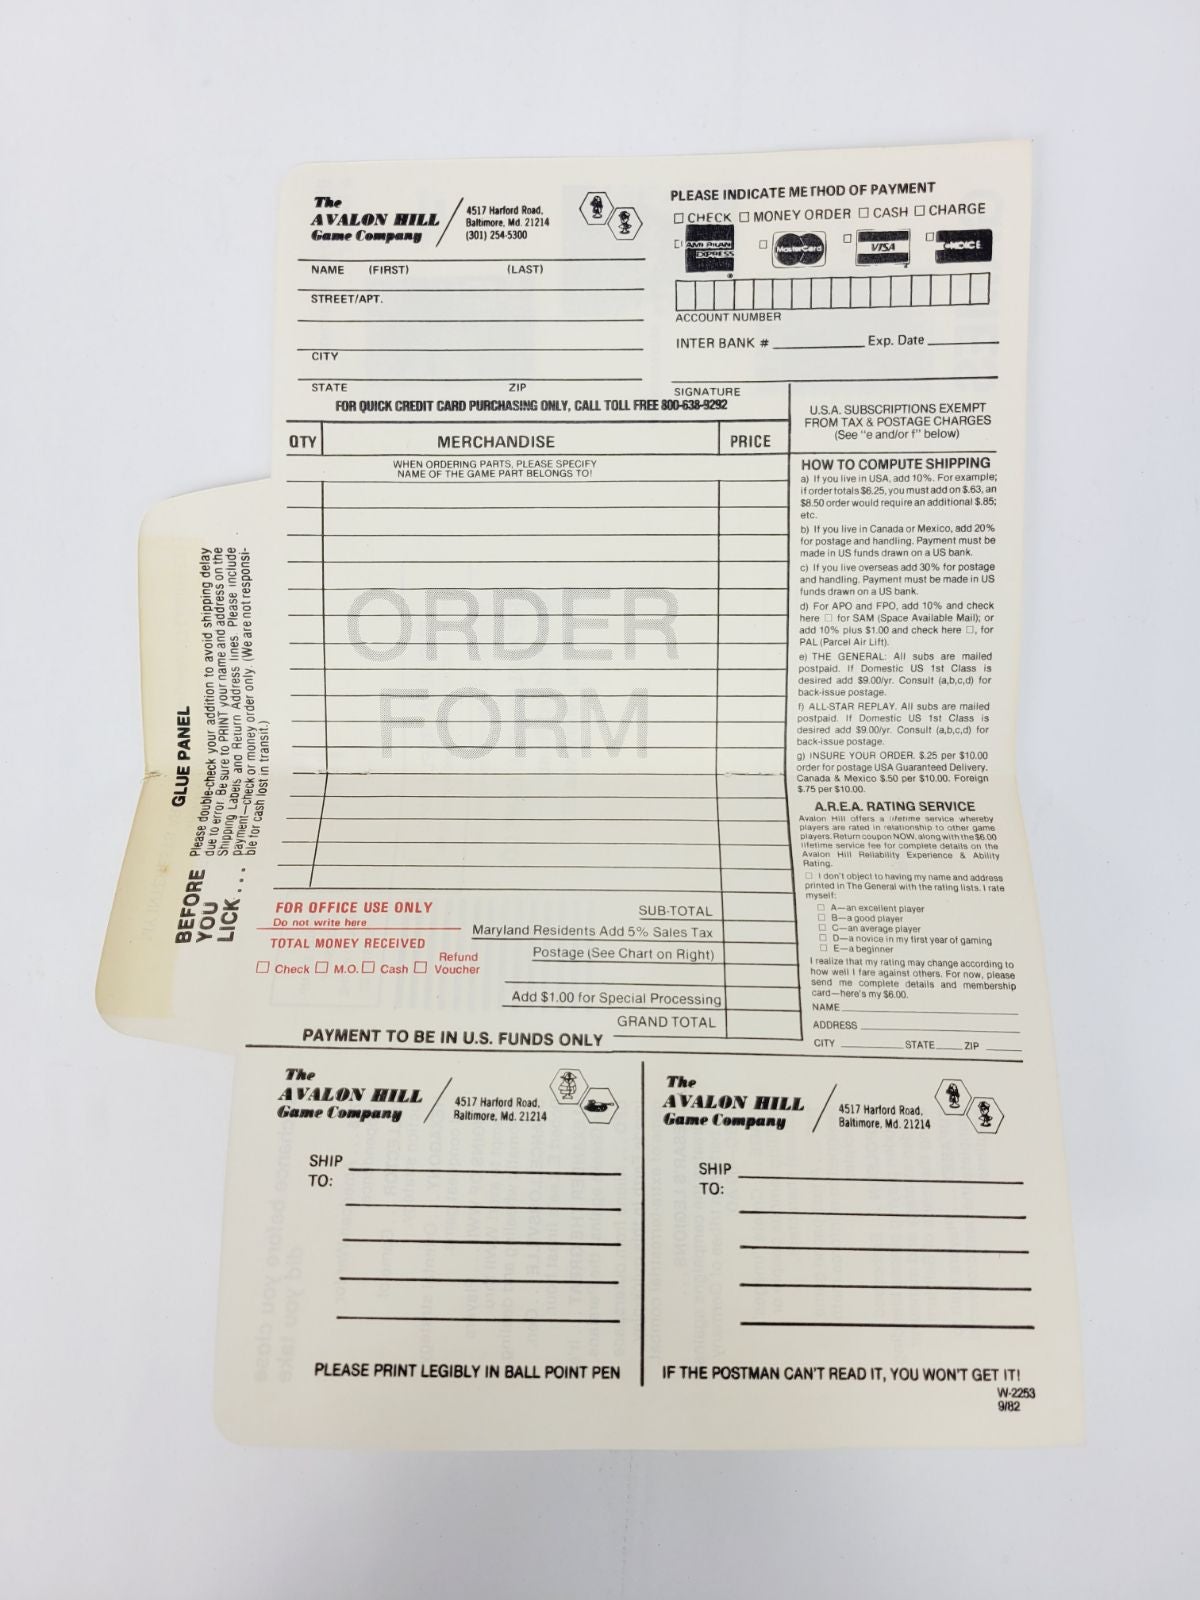 The
AVALON HILL
Game Company
4517 Harford Road,
Baltimore, Md. 21214
(301) 254-5300
NAME (FIRST) (LAST)
STREET/APT.
CITY
STATE ZIP
PLEASE INDICATE METHOD OF PAYMENT
☐ CHECK ☐ MONEY ORDER ☐ CASH ☐ CHARGE
☐ AMERICAN EXPRESS ☐ MasterCard ☐ VISA ☐ CHOICE
ACCOUNT NUMBER
INTER BANK # Exp. Date
SIGNATURE
FOR QUICK CREDIT CARD PURCHASING ONLY, CALL TOLL FREE 800-638-9292
QTY MERCHANDISE PRICE
WHEN ORDERING PARTS, PLEASE SPECIFY
NAME OF THE GAME PART BELONGS TO!
ORDER
FORM
U.S.A. SUBSCRIPTIONS EXEMPT
FROM TAX & POSTAGE CHARGES
(See "e and/or f" below)
HOW TO COMPUTE SHIPPING
a) If you live in USA, add 10%. For example;
if order totals $6.25, you must add on $.63, an
$8.50 order would require an additional $.85;
etc.
b) If you live in Canada or Mexico, add 20%
for postage and handling. Payment must be
made in US funds drawn on a US bank.
c) If you live overseas add 30% for postage
and handling. Payment must be made in US
funds drawn on a US bank.
d) For APO and FPO, add 10% and check
here ☐ for SAM (Space Available Mail); or
add 10% plus $1.00 and check here ☐, for
PAL (Parcel Air Lift).
e) THE GENERAL: All subs are mailed
postpaid. If Domestic US 1st Class is
desired add $9.00/yr. Consult (a,b,c,d) for
back-issue postage.
f) ALL-STAR REPLAY. All subs are mailed
postpaid. If Domestic US 1st Class is
desired add $9.00/yr. Consult (a,b,c,d) for
back-issue postage.
g) INSURE YOUR ORDER. $.25 per $10.00
order for postage USA Guaranteed Delivery.
Canada & Mexico $.50 per $10.00. Foreign
$.75 per $10.00.
A.R.E.A. RATING SERVICE
Avalon Hill offers a lifetime service whereby
players are rated in relationship to other game
players. Return coupon NOW, along with the $6.00
lifetime service fee for complete details on the
Avalon Hill Reliability Experience & Ability
Rating.
☐ I don't object to having my name and address
printed in The General with the rating lists. I rate
myself:
☐ A—an excellent player
☐ B—a good player
☐ C—an average player
☐ D—a novice in my first year of gaming
☐ E—a beginner
I realize that my rating may change according to
how well I fare against others. For now, please
send me complete details and membership
card—here's my $6.00.
NAME
ADDRESS
CITY STATE ZIP
BEFORE
YOU
LICK...
GLUE PANEL
Please double-check your addition to avoid shipping delay
due to error. Be sure to PRINT your name and address on the
Shipping Labels and Return Address lines. Please include
payment—check or money order only. (We are not responsi-
ble for cash lost in transit.)
FOR OFFICE USE ONLY
Do not write here
TOTAL MONEY RECEIVED
☐ Check ☐ M.O. ☐ Cash ☐ Refund Voucher
SUB-TOTAL
Maryland Residents Add 5% Sales Tax
Postage (See Chart on Right)
Add $1.00 for Special Processing
GRAND TOTAL
PAYMENT TO BE IN U.S. FUNDS ONLY
The
AVALON HILL
Game Company
4517 Harford Road,
Baltimore, Md. 21214
SHIP
TO:
PLEASE PRINT LEGIBLY IN BALL POINT PEN
The
AVALON HILL
Game Company
4517 Harford Road,
Baltimore, Md. 21214
SHIP
TO:
IF THE POSTMAN CAN'T READ IT, YOU WON'T GET IT!
W-2253
9/82